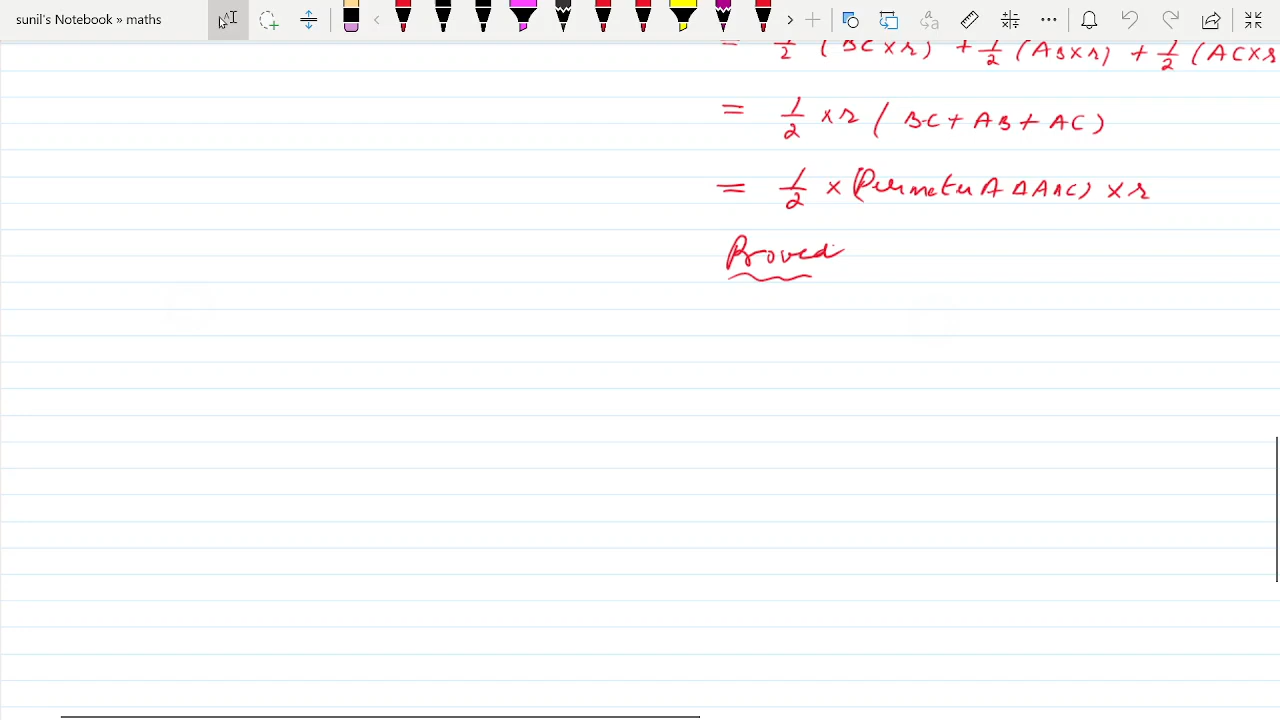 sunil's Notebook » maths
= 1/2 (BC × r) + 1/2 (AB × r) + 1/2 (AC × r
= 1/2 × r (BC + AB + AC)
= 1/2 × (Perimeter of ΔABC) × r
Proved